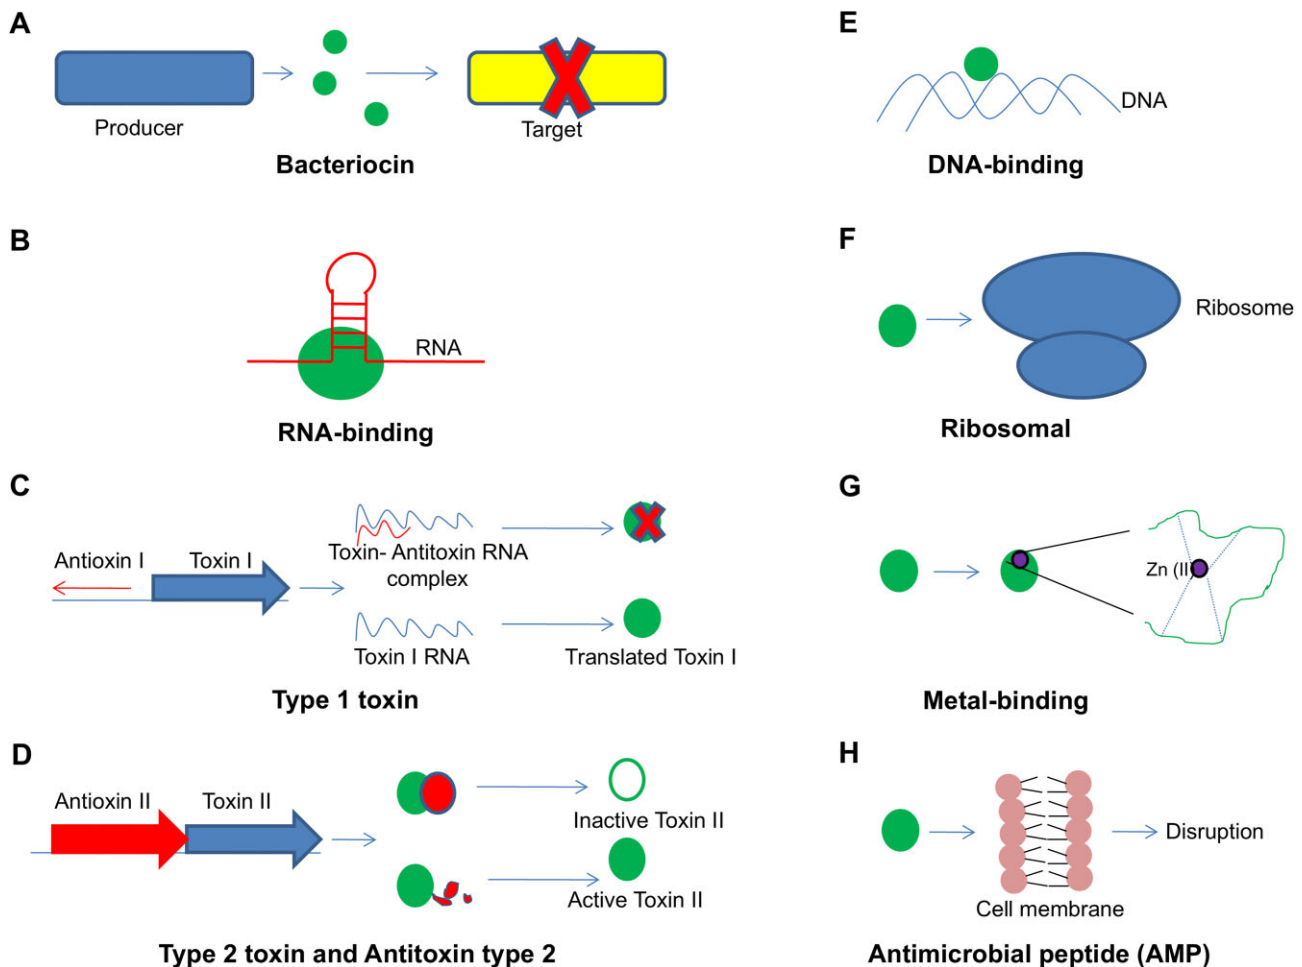 A
Producer
Target
Bacteriocin
B
RNA
RNA-binding
C
Antioxin I
Toxin I
Toxin- Antitoxin RNA
complex
Toxin I RNA
Translated Toxin I
Type 1 toxin
D
Antioxin II
Toxin II
Inactive Toxin II
Active Toxin II
Type 2 toxin and Antitoxin type 2
E
DNA
DNA-binding
F
Ribosome
Ribosomal
G
Zn (II)
Metal-binding
H
Disruption
Cell membrane
Antimicrobial peptide (AMP)